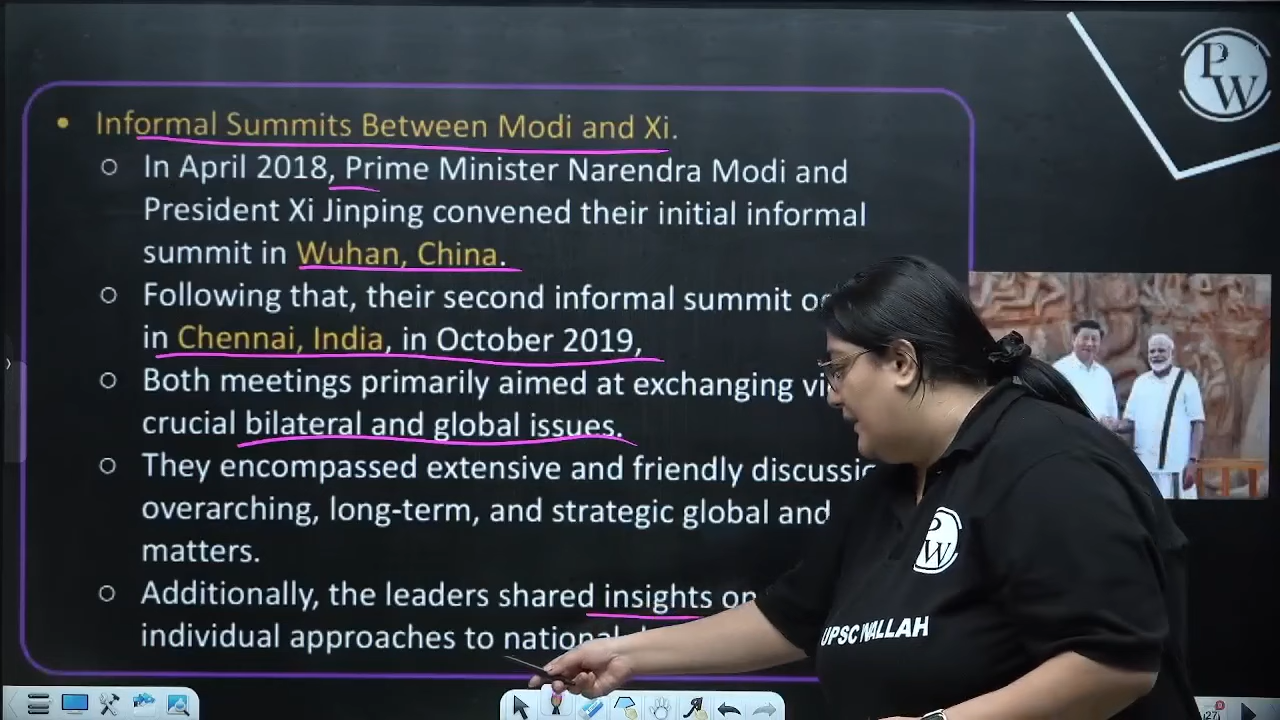 • Informal Summits Between Modi and Xi.
○ In April 2018, Prime Minister Narendra Modi and
President Xi Jinping convened their initial informal
summit in Wuhan, China.
○ Following that, their second informal summit
in Chennai, India, in October 2019,
○ Both meetings primarily aimed at exchanging
crucial bilateral and global issues.
○ They encompassed extensive and friendly
overarching, long-term, and strategic global and
matters.
○ Additionally, the leaders shared insights on
individual approaches to national
PW
PW
UPSC WALLAH